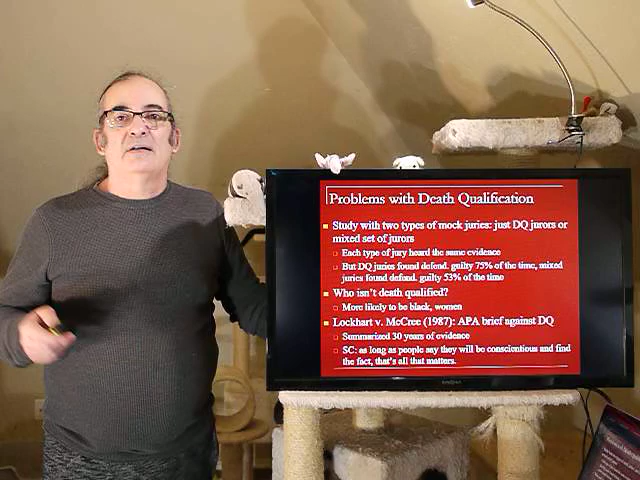 Problems with Death Qualification
Study with two types of mock juries: just DQ jurors or
mixed set of jurors
Each type of jury heard the same evidence
But DQ juries found defend. guilty 75% of the time, mixed
juries found defend. guilty 53% of the time
Who isn't death qualified?
More likely to be black, women
Lockhart v. McCree (1987): APA brief against DQ
Summarized 30 years of evidence
SC: as long as people say they will be conscientious and find
the fact, that's all that matters.